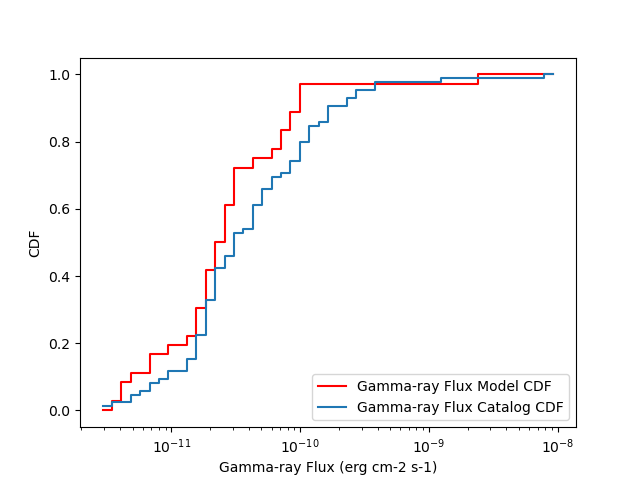 1.0
0.8
0.6
0.4
0.2
0.0
CDF
10⁻¹¹
10⁻¹⁰
10⁻⁹
10⁻⁸
Gamma-ray Flux (erg cm-2 s-1)
Gamma-ray Flux Model CDF
Gamma-ray Flux Catalog CDF